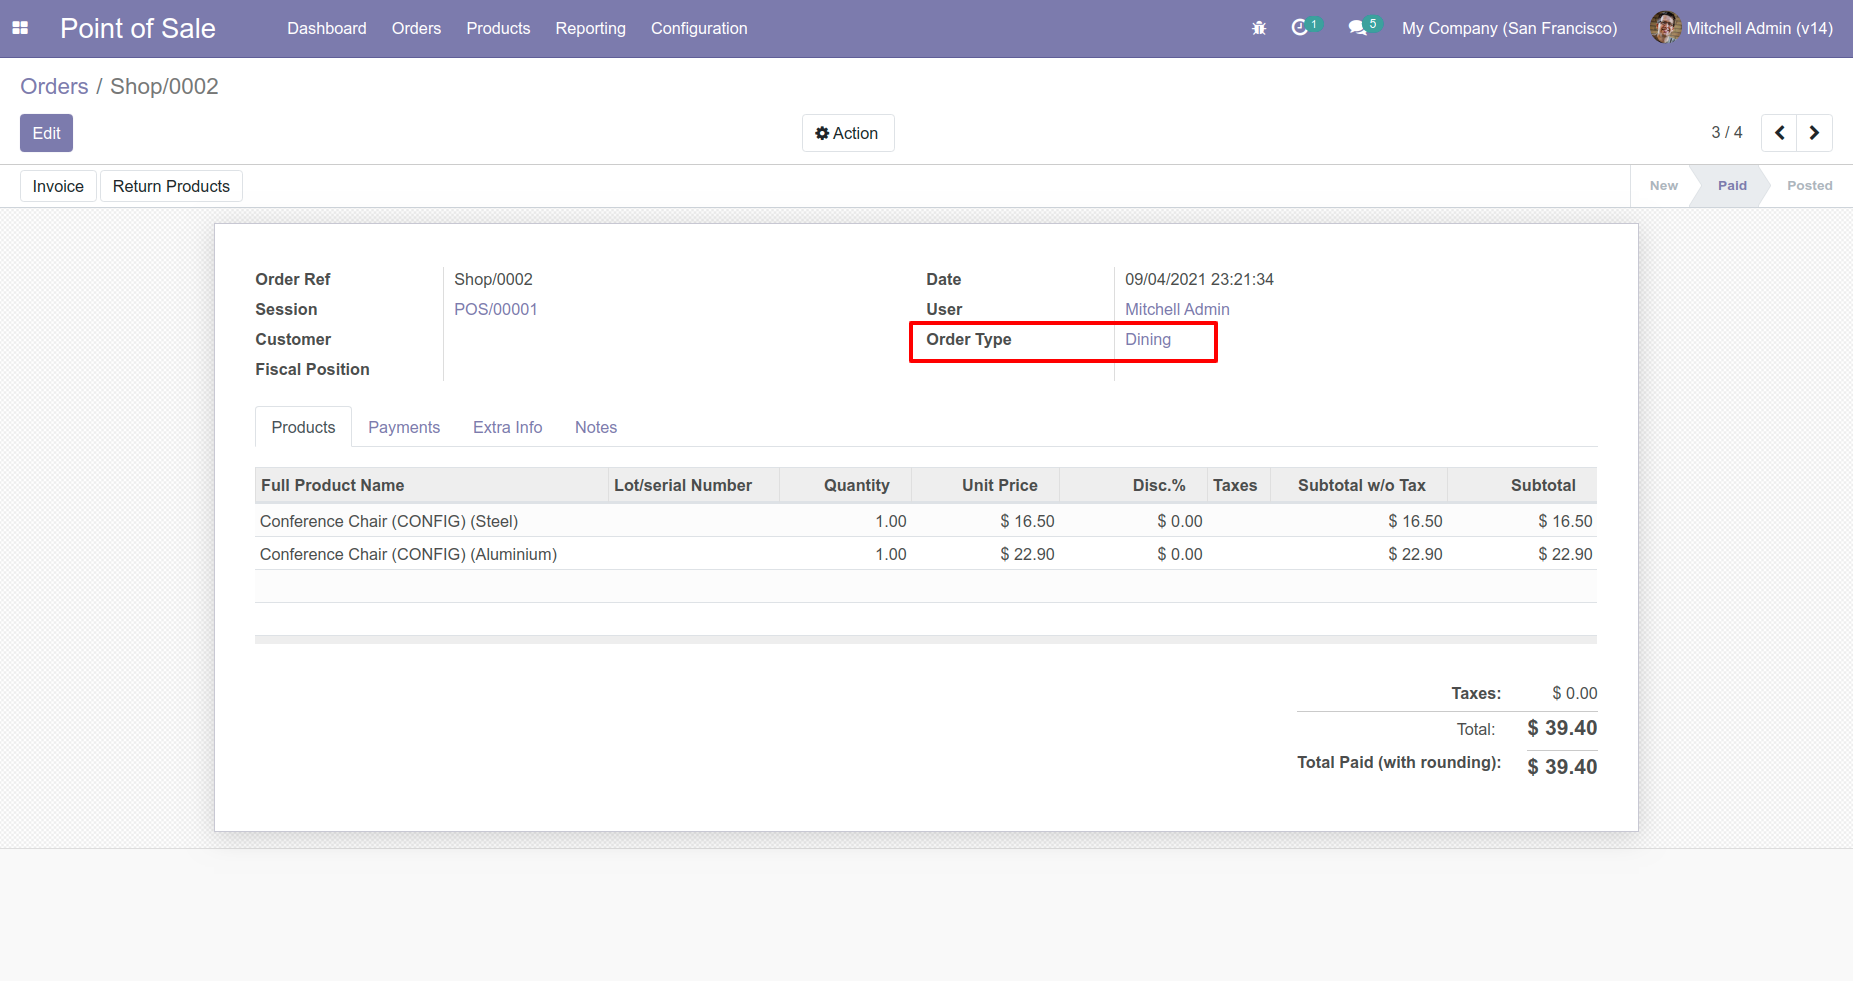 Point of Sale Dashboard Orders Products Reporting Configuration 1 5 My Company (San Francisco) Mitchell Admin (v14)
Orders / Shop/0002
Edit Action 3 / 4
Invoice Return Products New Paid Posted
Order Ref Shop/0002 Date 09/04/2021 23:21:34
Session POS/00001 User Mitchell Admin
Customer Order Type Dining
Fiscal Position
Products Payments Extra Info Notes
Full Product Name Lot/serial Number Quantity Unit Price Disc.% Taxes Subtotal w/o Tax Subtotal
Conference Chair (CONFIG) (Steel) 1.00 $ 16.50 $ 0.00 $ 16.50 $ 16.50
Conference Chair (CONFIG) (Aluminium) 1.00 $ 22.90 $ 0.00 $ 22.90 $ 22.90
Taxes: $ 0.00
Total: $ 39.40
Total Paid (with rounding): $ 39.40